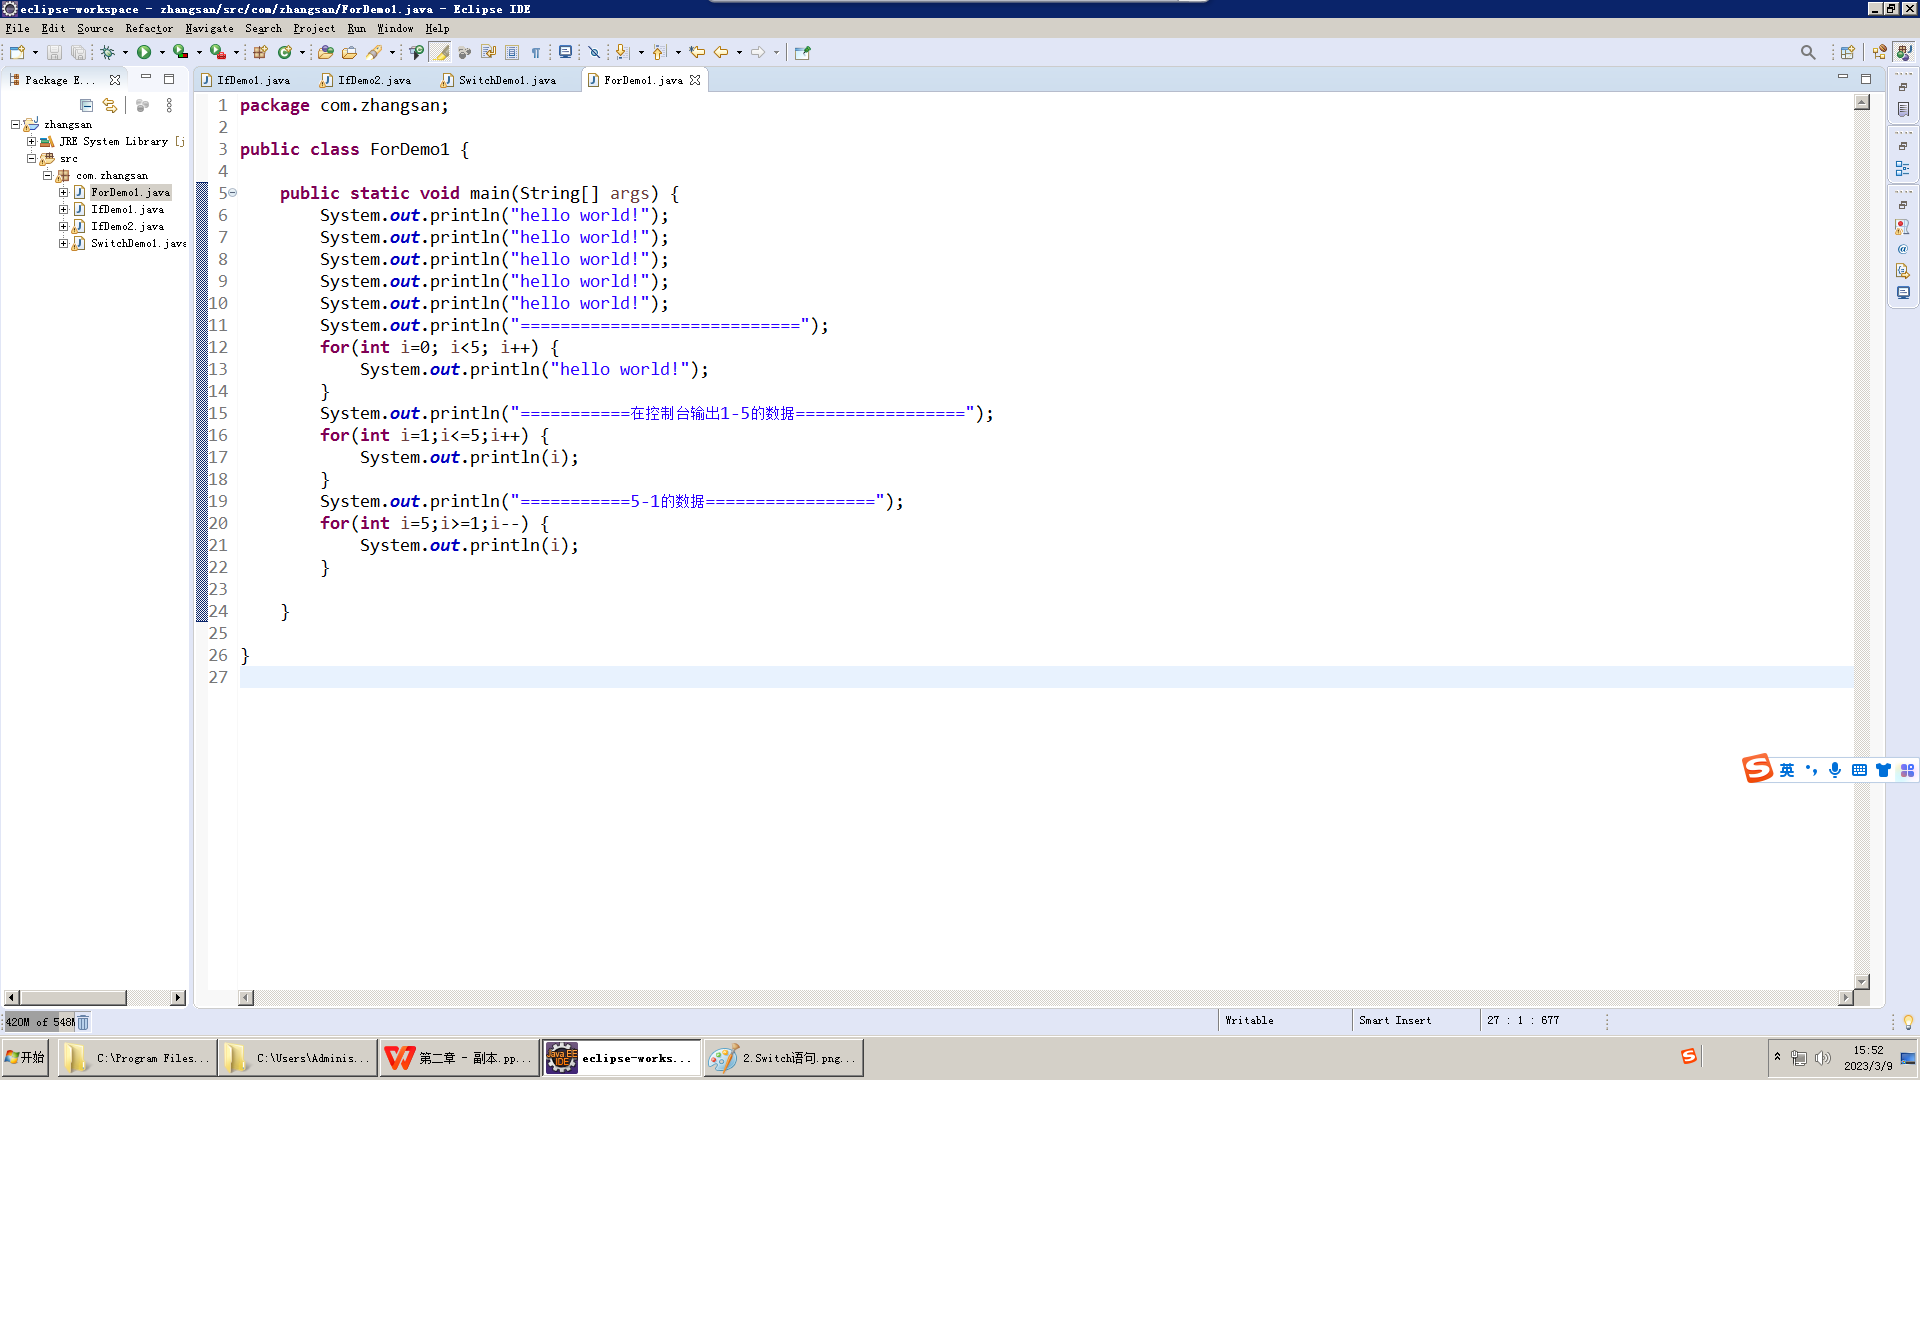 eclipse-workspace - zhangsan/src/com/zhangsan/ForDemo1.java - Eclipse IDE
File Edit Source Refactor Navigate Search Project Run Window Help
Package E...
IfDemo1.java IfDemo2.java SwitchDemo1.java ForDemo1.java
zhangsan
JRE System Library [j
src
com.zhangsan
ForDemo1.java
IfDemo1.java
IfDemo2.java
SwitchDemo1.java
1 package com.zhangsan;
2
3 public class ForDemo1 {
4
5 public static void main(String[] args) {
6 System.out.println("hello world!");
7 System.out.println("hello world!");
8 System.out.println("hello world!");
9 System.out.println("hello world!");
10 System.out.println("hello world!");
11 System.out.println("============================");
12 for(int i=0; i<5; i++) {
13 System.out.println("hello world!");
14 }
15 System.out.println("===========在控制台输出1-5的数据=================");
16 for(int i=1;i<=5;i++) {
17 System.out.println(i);
18 }
19 System.out.println("===========5-1的数据=================");
20 for(int i=5;i>=1;i--) {
21 System.out.println(i);
22 }
23
24 }
25
26 }
27
英
420M of 548M
Writable Smart Insert 27 : 1 : 677
开始 C:\Program Files... C:\Users\Adminis... 第二章 - 副本.pp... eclipse-works... 2.Switch语句.png...
15:52
2023/3/9